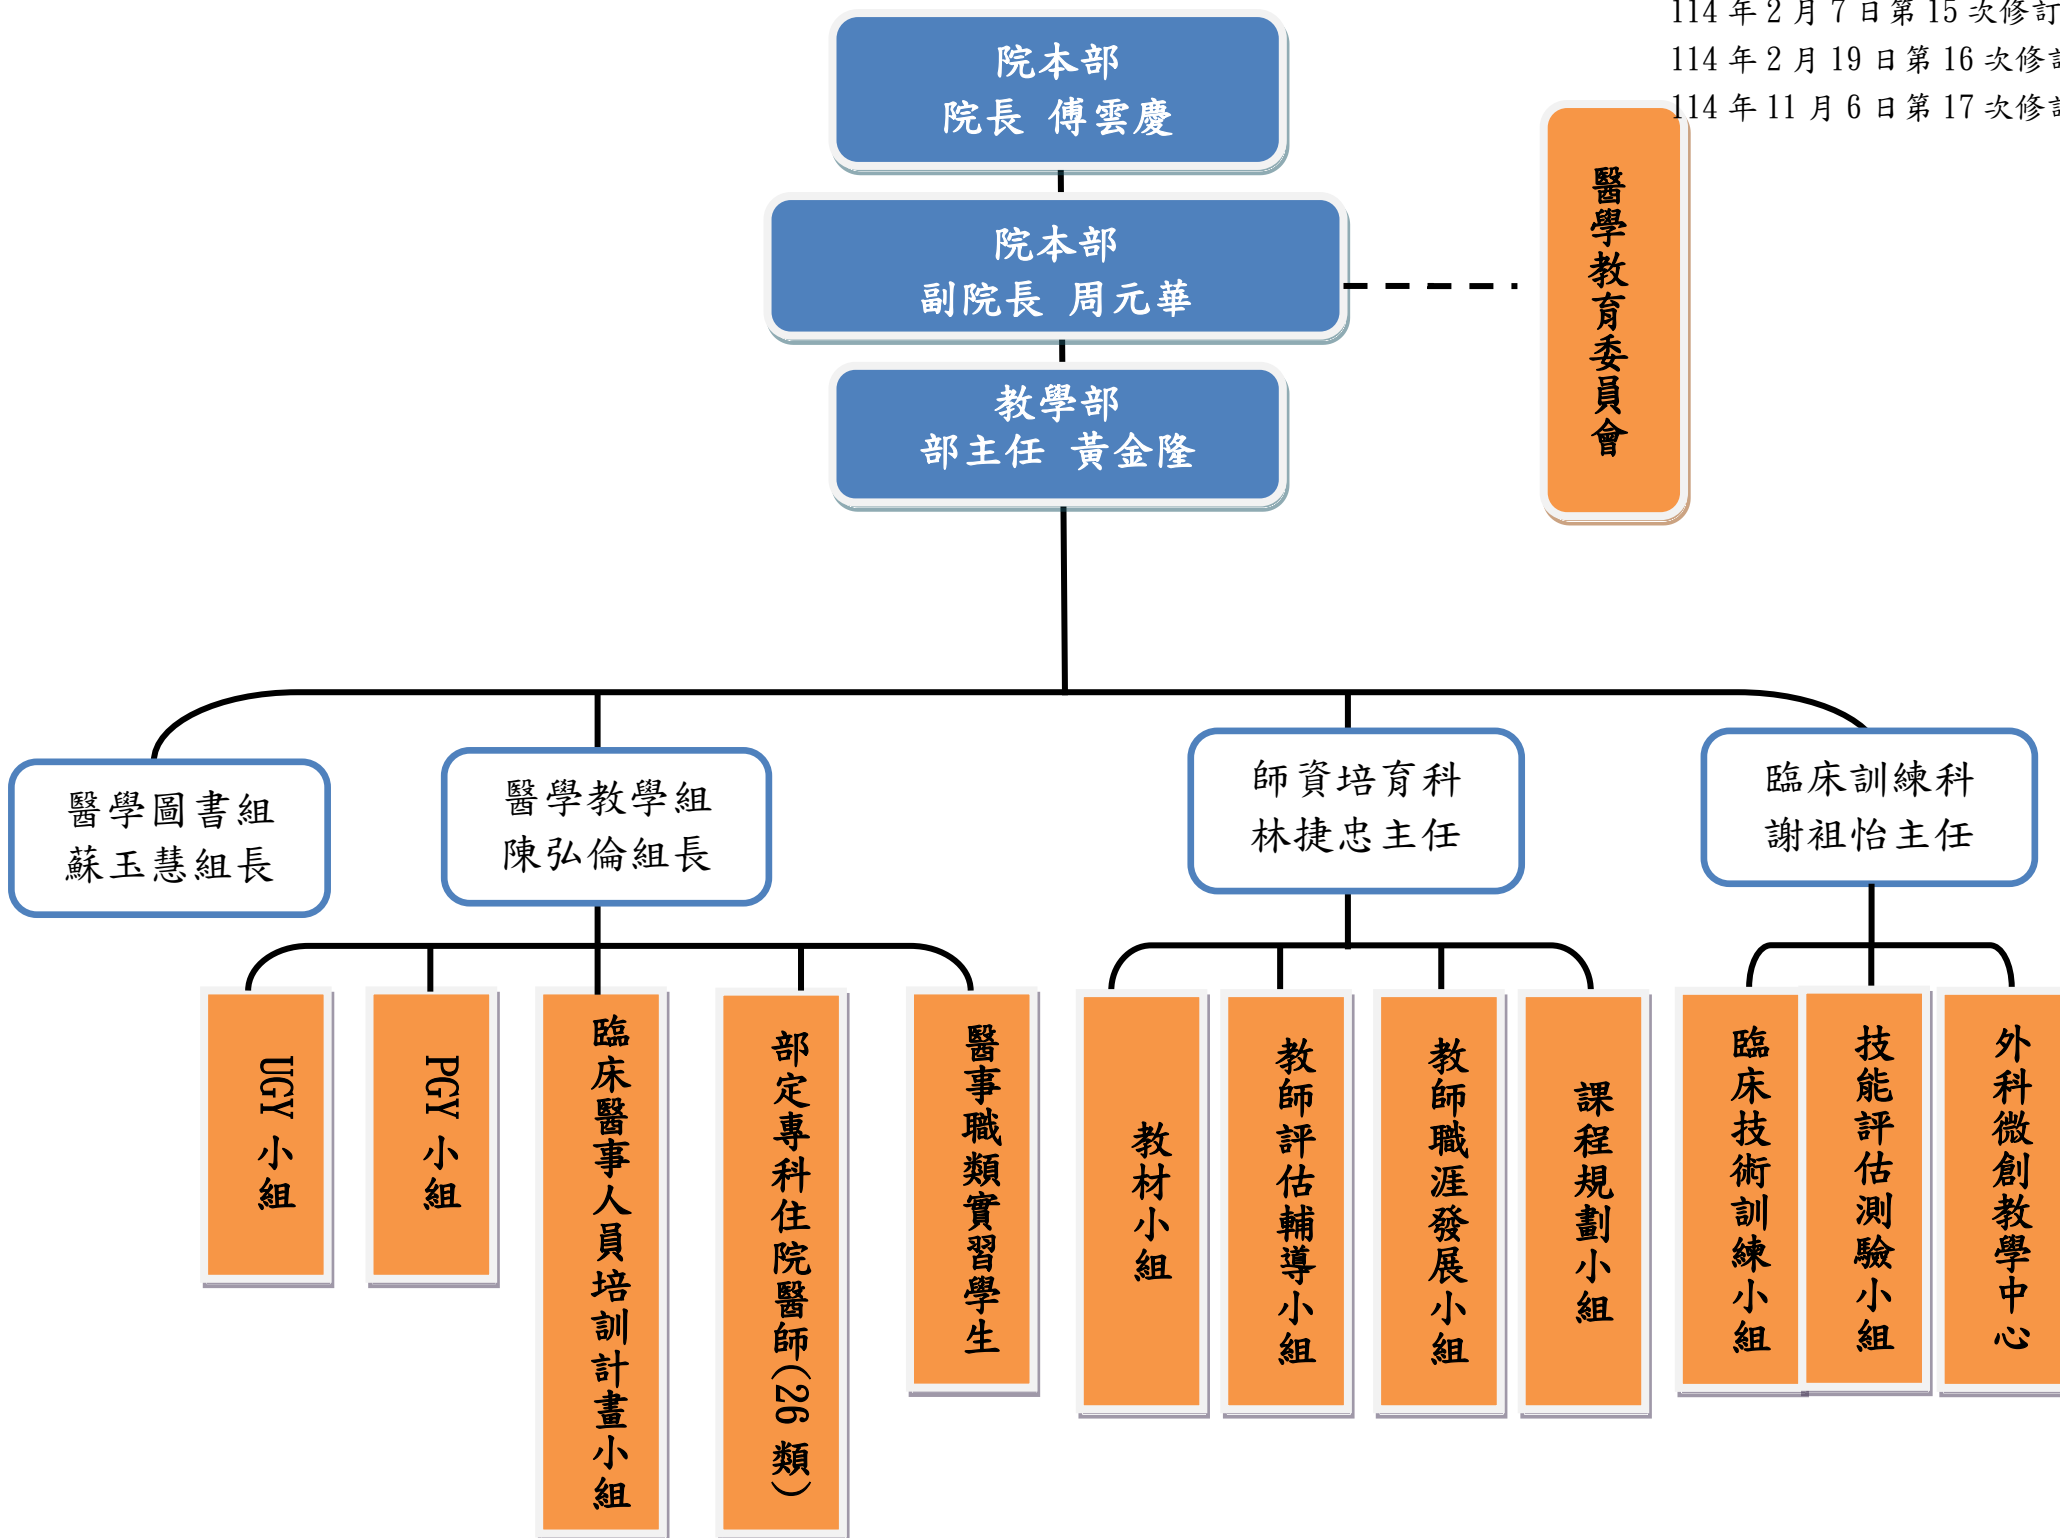 114 年 2 月 7 日第 15 次修訂
114 年 2 月 19 日第 16 次修
114 年 11 月 6 日第 17 次修
院本部
院長 傅雲慶
院本部
副院長 周元華
醫學教育委員會
教學部
部主任 黃金隆
醫學圖書組
蘇玉慧組長
醫學教學組
陳弘倫組長
師資培育科
林捷忠主任
臨床訓練科
謝祖怡主任
UGY 小組
PGY 小組
臨床醫事人員培訓計畫小組
部定專科住院醫師(26 類)
醫事職類實習學生
教材小組
教師評估輔導小組
教師職涯發展小組
課程規劃小組
臨床技術訓練小組
技能評估測驗小組
外科微創教學中心